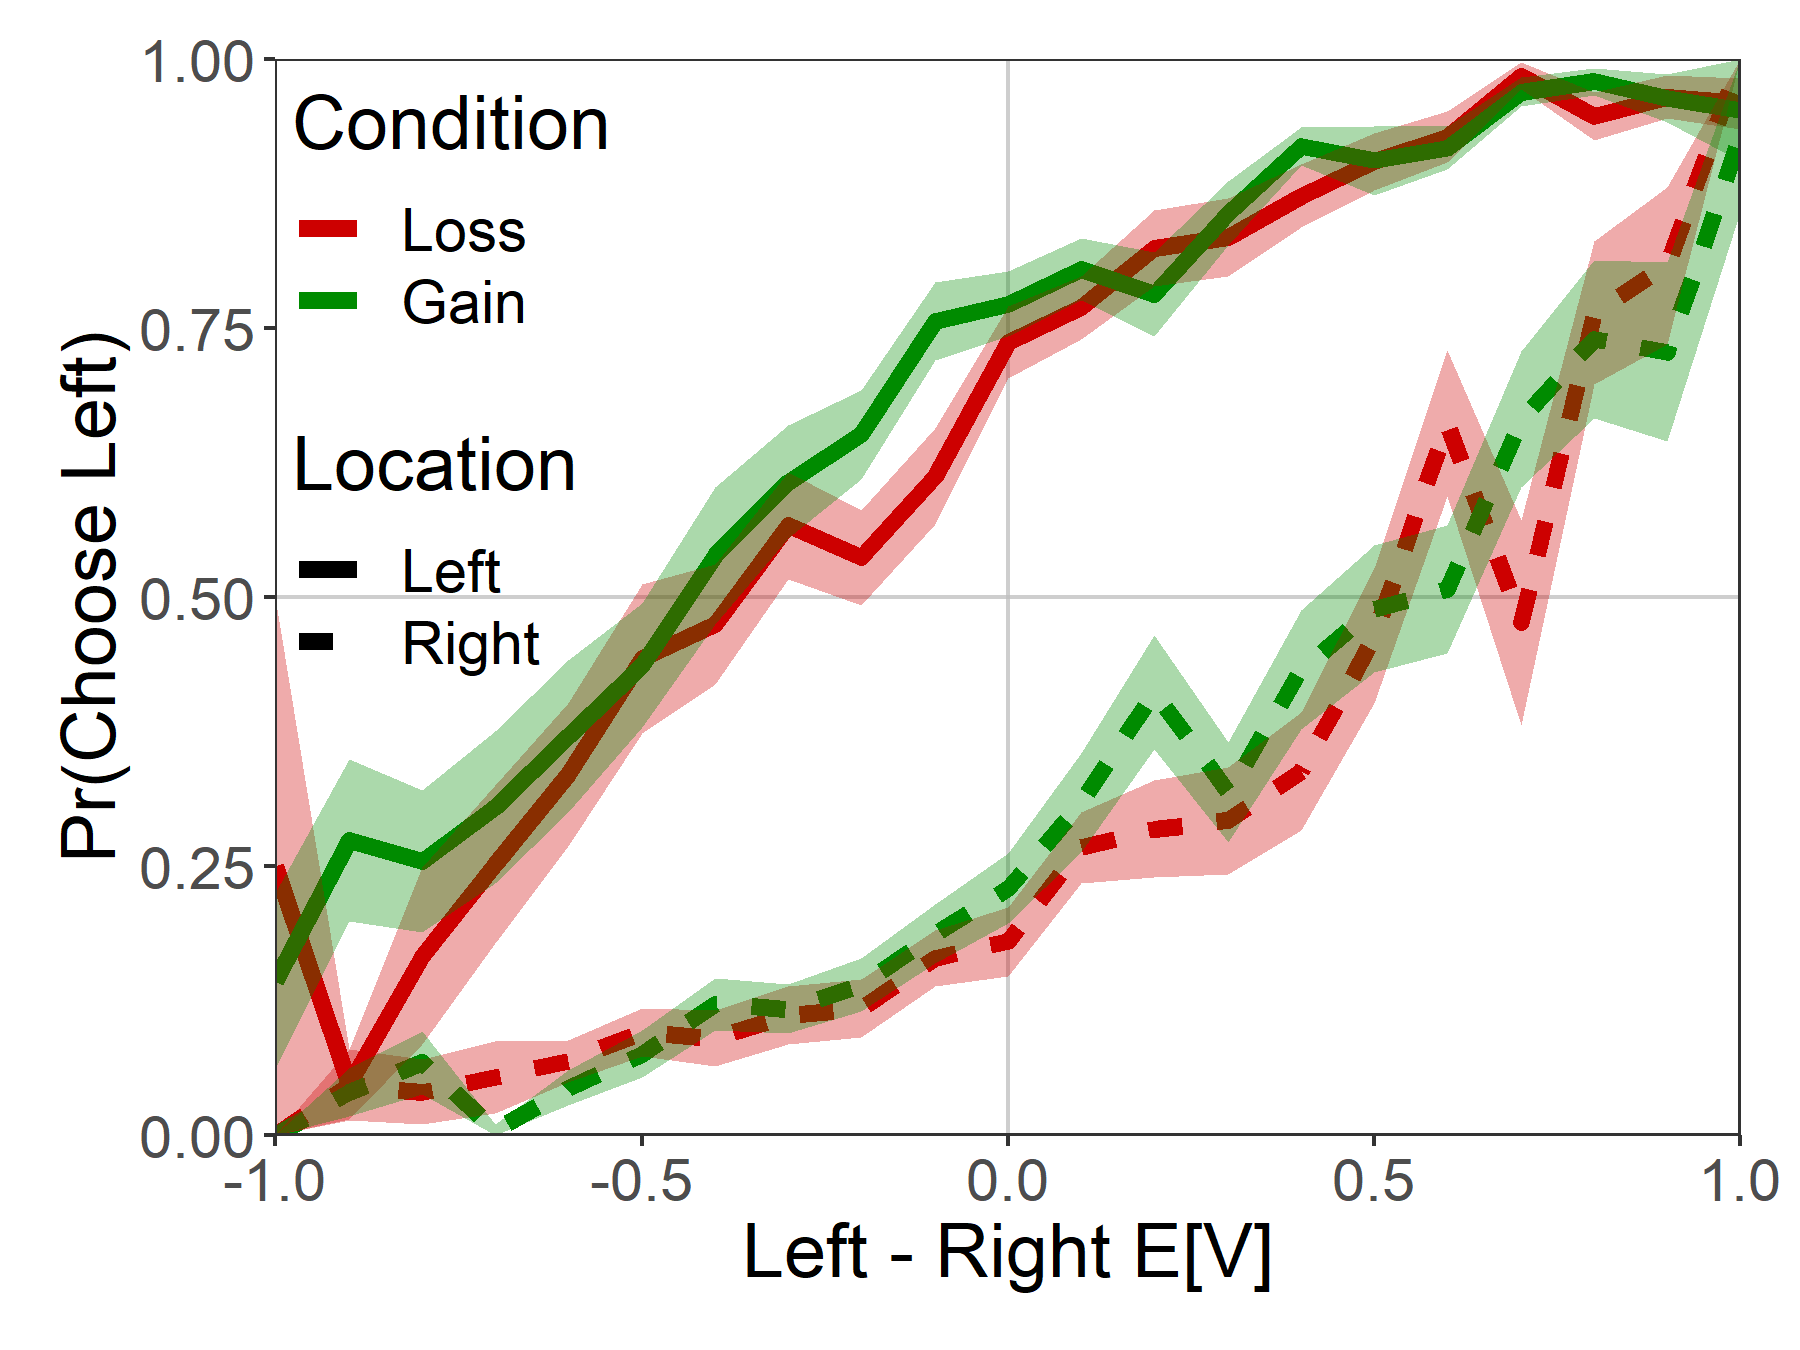 Condition
Loss
Gain
Location
Left
Right
Pr(Choose Left)
1.00
0.75
0.50
0.25
0.00
-1.0
-0.5
0.0
0.5
1.0
Left - Right E[V]